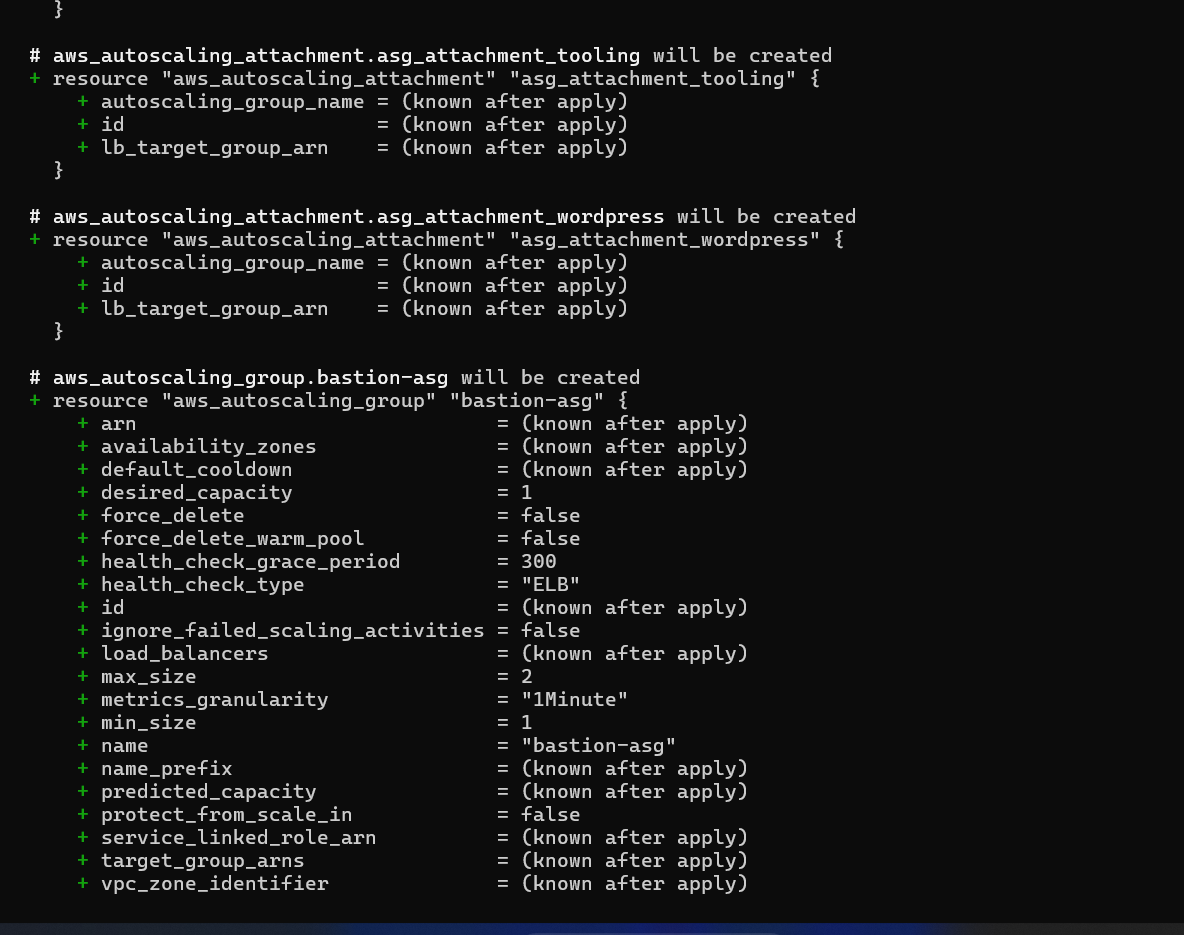 }
# aws_autoscaling_attachment.asg_attachment_tooling will be created
+ resource "aws_autoscaling_attachment" "asg_attachment_tooling" {
+ autoscaling_group_name = (known after apply)
+ id = (known after apply)
+ lb_target_group_arn = (known after apply)
}
# aws_autoscaling_attachment.asg_attachment_wordpress will be created
+ resource "aws_autoscaling_attachment" "asg_attachment_wordpress" {
+ autoscaling_group_name = (known after apply)
+ id = (known after apply)
+ lb_target_group_arn = (known after apply)
}
# aws_autoscaling_group.bastion-asg will be created
+ resource "aws_autoscaling_group" "bastion-asg" {
+ arn = (known after apply)
+ availability_zones = (known after apply)
+ default_cooldown = (known after apply)
+ desired_capacity = 1
+ force_delete = false
+ force_delete_warm_pool = false
+ health_check_grace_period = 300
+ health_check_type = "ELB"
+ id = (known after apply)
+ ignore_failed_scaling_activities = false
+ load_balancers = (known after apply)
+ max_size = 2
+ metrics_granularity = "1Minute"
+ min_size = 1
+ name = "bastion-asg"
+ name_prefix = (known after apply)
+ predicted_capacity = (known after apply)
+ protect_from_scale_in = false
+ service_linked_role_arn = (known after apply)
+ target_group_arns = (known after apply)
+ vpc_zone_identifier = (known after apply)